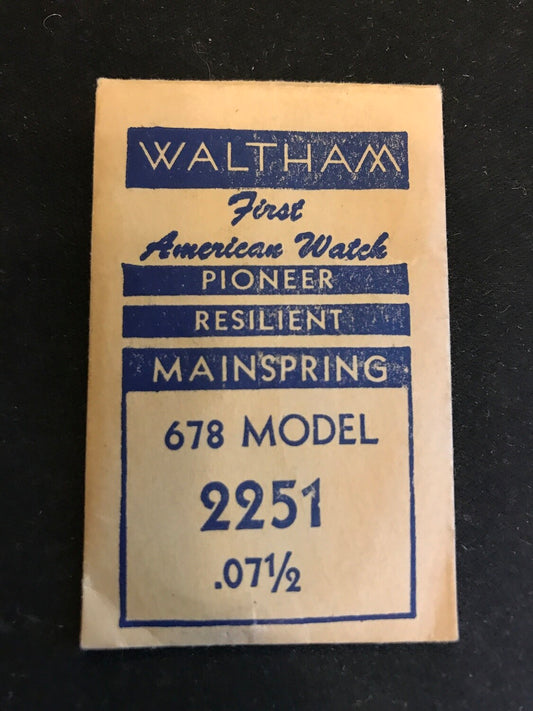 WALTHAM
First
American Watch
PIONEER
RESILIENT
MAINSPRING
678 MODEL
2251
.07½